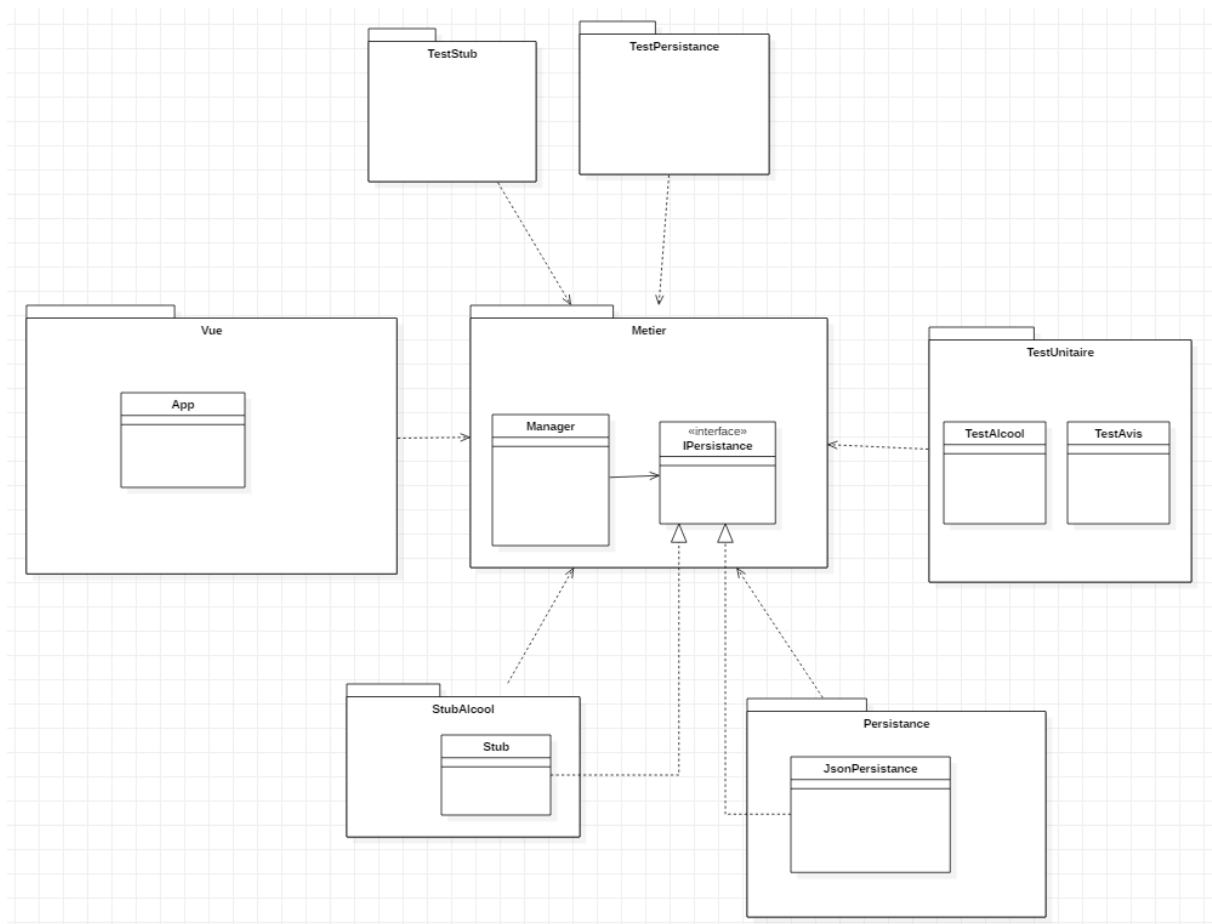 TestStub
TestPersistance
Vue
App
Metier
Manager
«interface»
IPersistance
TestUnitaire
TestAlcool
TestAvis
StubAlcool
Stub
Persistance
JsonPersistance